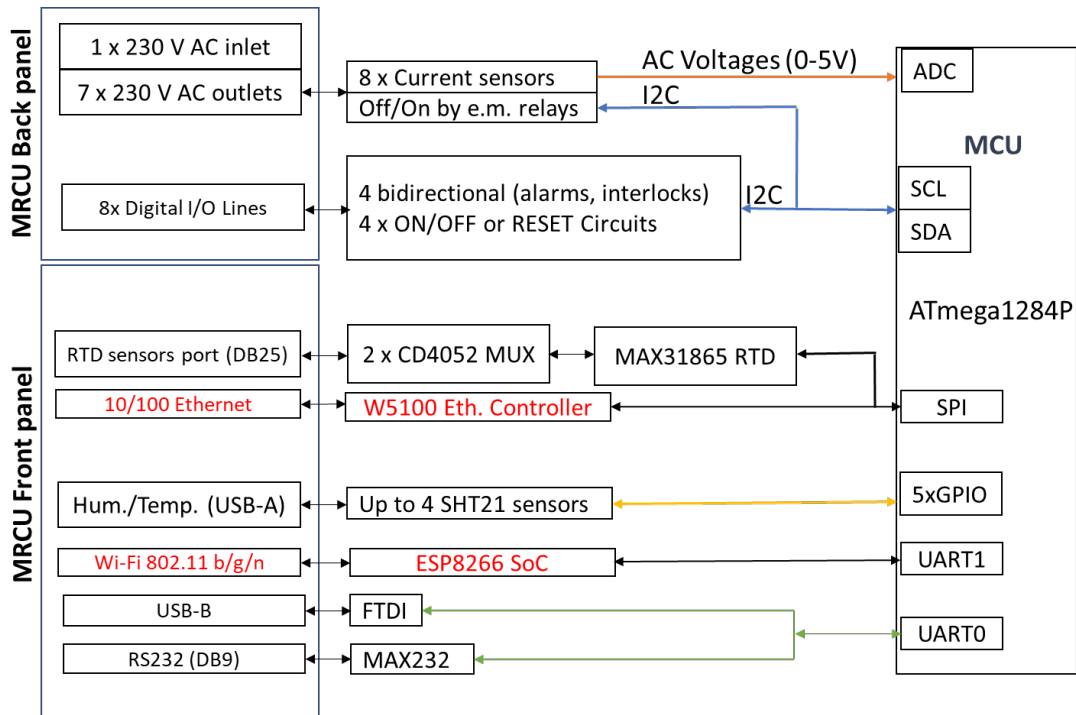 MRCU Back panel
1 x 230 V AC inlet
7 x 230 V AC outlets
8 x Current sensors
Off/On by e.m. relays
AC Voltages (0-5V)
I2C
ADC
MCU
8x Digital I/O Lines
4 bidirectional (alarms, interlocks)
4 x ON/OFF or RESET Circuits
I2C
SCL
SDA
ATmega1284P
MRCU Front panel
RTD sensors port (DB25)
2 x CD4052 MUX
MAX31865 RTD
10/100 Ethernet
W5100 Eth. Controller
SPI
Hum./Temp. (USB-A)
Up to 4 SHT21 sensors
5xGPIO
Wi-Fi 802.11 b/g/n
ESP8266 SoC
UART1
USB-B
FTDI
UART0
RS232 (DB9)
MAX232